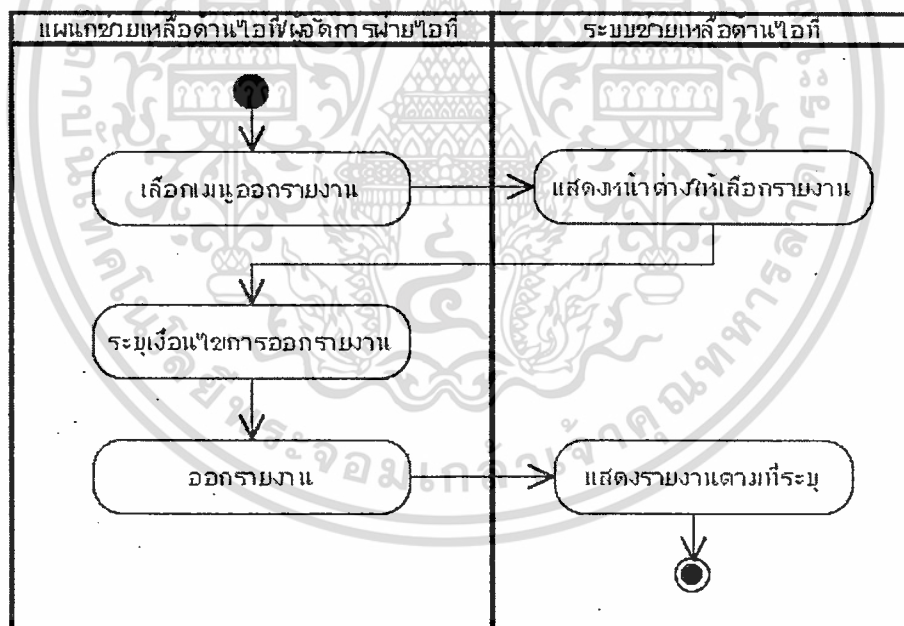 แผนกช่วยเหลือด้านไอที/ผู้จัดการฝ่ายไอที
ระบบช่วยเหลือด้านไอที
เลือกเมนูออกรายงาน
แสดงหน้าต่างให้เลือกรายงาน
ระบุเงื่อนไขการออกรายงาน
ออกรายงาน
แสดงรายงานตามที่ระบุ